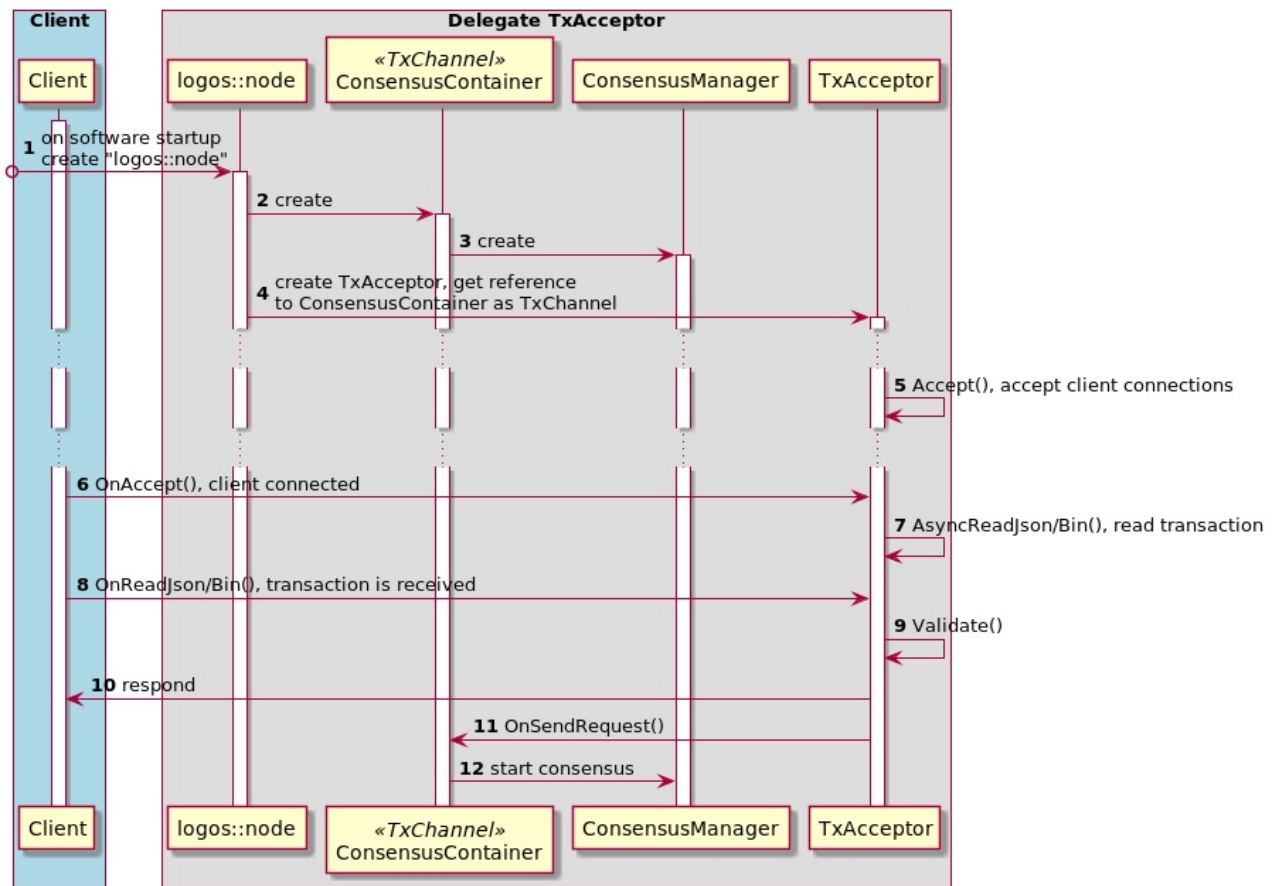 Client
Delegate TxAcceptor
Client
logos::node
«TxChannel»
ConsensusContainer
ConsensusManager
TxAcceptor
1 on software startup
create "logos::node"
2 create
3 create
4 create TxAcceptor, get reference
to ConsensusContainer as TxChannel
5 Accept(), accept client connections
6 OnAccept(), client connected
7 AsyncReadJson/Bin(), read transaction
8 OnReadJson/Bin(), transaction is received
9 Validate()
10 respond
11 OnSendRequest()
12 start consensus
Client
logos::node
«TxChannel»
ConsensusContainer
ConsensusManager
TxAcceptor